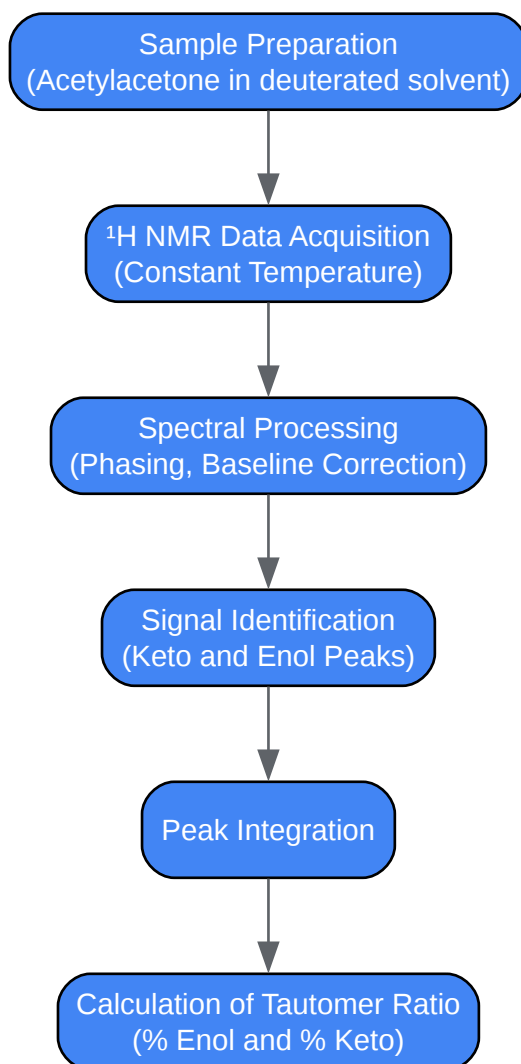 Sample Preparation
(Acetylacetone in deuterated solvent)
¹H NMR Data Acquisition
(Constant Temperature)
Spectral Processing
(Phasing, Baseline Correction)
Signal Identification
(Keto and Enol Peaks)
Peak Integration
Calculation of Tautomer Ratio
(% Enol and % Keto)